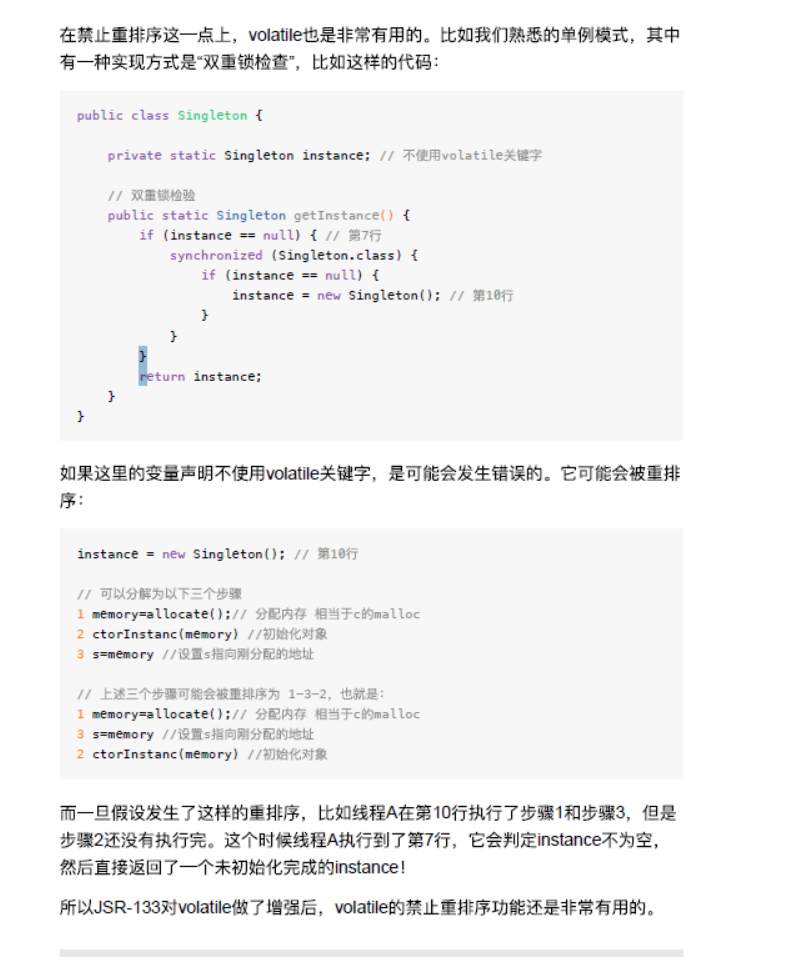 在禁止重排序这一点上，volatile也是非常有用的。比如我们熟悉的单例模式，其中
有一种实现方式是“双重锁检查”，比如这样的代码：
public class Singleton {
private static Singleton instance; // 不使用volatile关键字
// 双重锁检验
public static Singleton getInstance() {
if (instance == null) { // 第7行
synchronized (Singleton.class) {
if (instance == null) {
instance = new Singleton(); // 第10行
}
}
}
return instance;
}
}
如果这里的变量声明不使用volatile关键字，是可能会发生错误的。它可能会被重排
序：
instance = new Singleton(); // 第10行
// 可以分解为以下三个步骤
1 memory=allocate();// 分配内存 相当于c的malloc
2 ctorInstanc(memory) //初始化对象
3 s=memory //设置s指向刚分配的地址
// 上述三个步骤可能会被重排序为 1-3-2，也就是：
1 memory=allocate();// 分配内存 相当于c的malloc
3 s=memory //设置s指向刚分配的地址
2 ctorInstanc(memory) //初始化对象
而一旦假设发生了这样的重排序，比如线程A在第10行执行了步骤1和步骤3，但是
步骤2还没有执行完。这个时候线程A执行到了第7行，它会判定instance不为空，
然后直接返回了一个未初始化完成的instance！
所以JSR-133对volatile做了增强后，volatile的禁止重排序功能还是非常有用的。